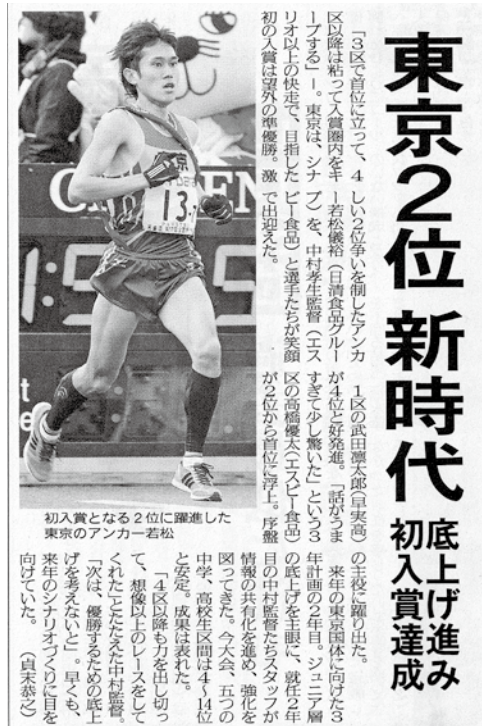 東京2位 新時代
底上げ進み
初入賞達成
「3区で首位に立って、4
区以降は粘って入賞圏内をキ
ープする」―。東京は、シナ
リオ以上の快走で、目指した
初の入賞は望外の準優勝。激
しい2位争いを制したアンカ
ー若松儀裕(日清食品グルー
プ)を、中村孝生監督(エス
ビー食品)と選手たちが笑顔
で出迎えた。
1区の武田凜太郎(早実高)
が4位と好発進。「話がうま
すぎて少し驚いた」という3
区の高橋優太(エスビー食品)
が2位から首位に浮上。序盤
の主役に躍り出た。
来年の東京国体に向けた3
年計画の2年目。ジュニア層
の底上げを主眼に、就任2年
目の中村監督たちスタッフが
情報の共有化を進め、強化を
図ってきた。今大会、五つの
中学、高校生区間は4〜14位
と安定。成果は表れた。
「4区以降も力を出し切っ
て、想像以上のレースをして
くれた」とたたえた中村監督。
「次は、優勝するための底上
げを考えないと」。早くも、
来年のシナリオづくりに目を
向けていた。(貞末恭之)
京
13
初入賞となる2位に躍進した
東京のアンカー若松